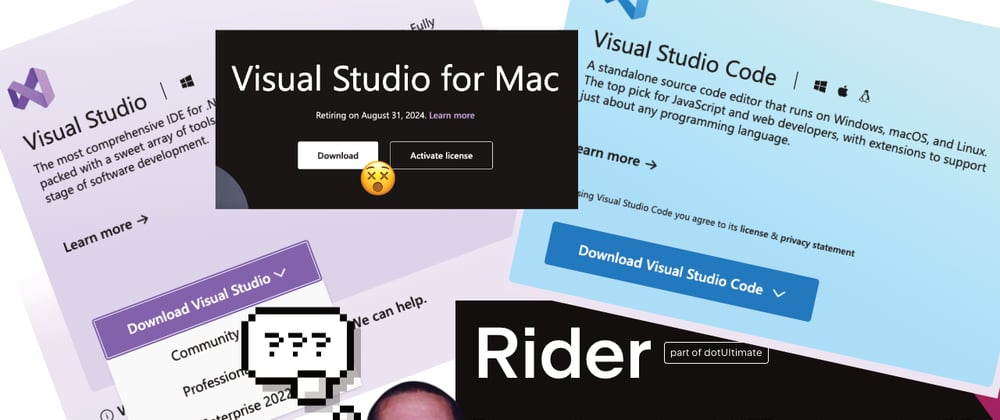 Fully
Visual Studio
The most comprehensive IDE for .N
packed with a sweet array of tools
stage of software development.
Learn more →
Download Visual Studio
Community
Profession
terprise 2022
We can help.
Visual Studio for Mac
Retiring on August 31, 2024. Learn more
Download
Activate license
Visual Studio Code
A standalone source code editor that runs on Windows, macOS, and Linux.
The top pick for JavaScript and web developers, with extensions to support
just about any programming language.
earn more →
sing Visual Studio Code you agree to its license & privacy statement
Download Visual Studio Code
???
Rider
part of dotUltimate